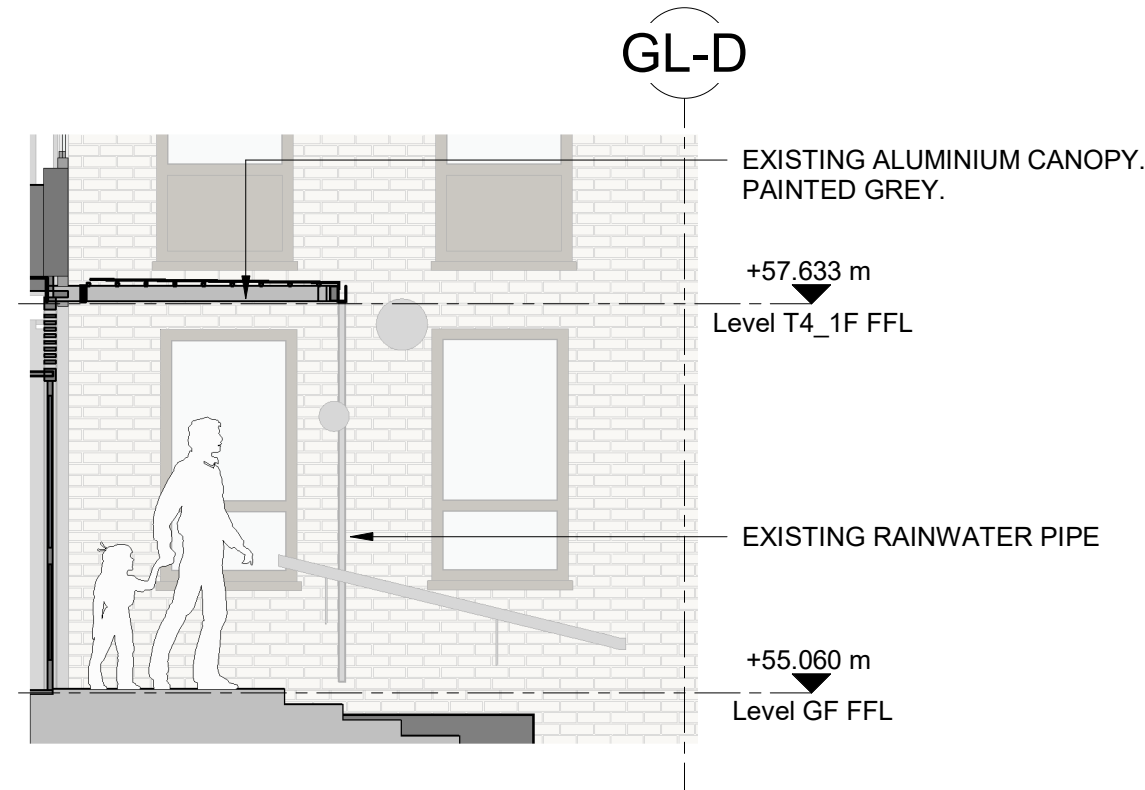 GL-D
EXISTING ALUMINIUM CANOPY.
PAINTED GREY.
+57.633 m
Level T4_1F FFL
EXISTING RAINWATER PIPE
+55.060 m
Level GF FFL